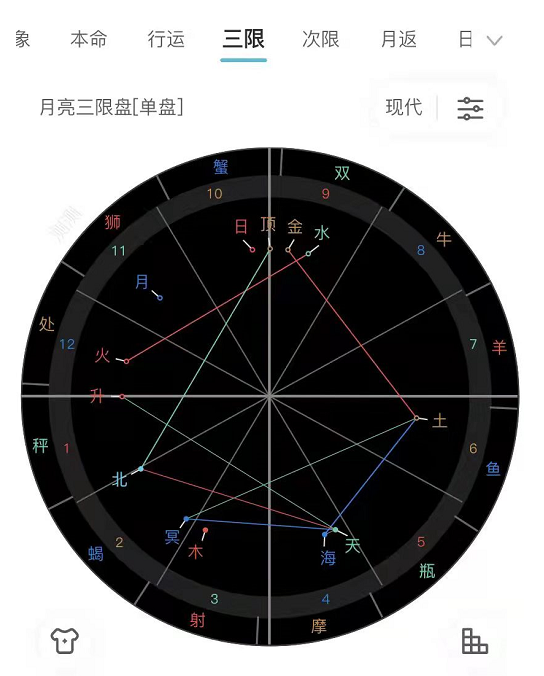 象 本命 行运 三限 次限 月返 日
月亮三限盘[单盘] 现代
蟹 双
10 9
狮 日 顶 金 水 牛
11 8
月
处 12 火 7 羊
升
秤 1 土 6 鱼
北
蝎 2 冥 木 海 天 5 瓶
3 4
射 摩